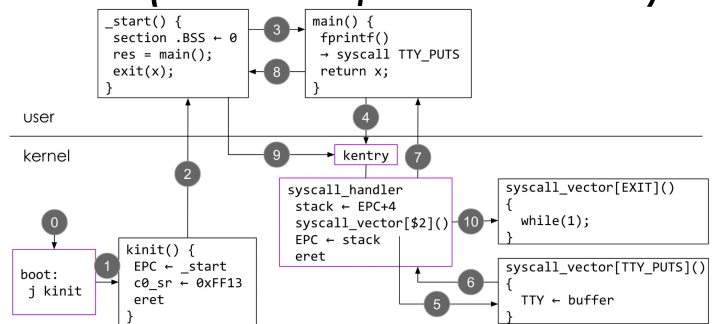 _start() {
section .BSS ← 0
res = main();
exit(x);
}
3
8
main() {
fprintf()
→ syscall TTY_PUTS
return x;
}
user
4
kernel
2
9
kentry
7
syscall_handler
stack ← EPC+4
syscall_vector[$2]()
EPC ← stack
eret
10
syscall_vector[EXIT]()
{
while(1);
}
0
boot:
j kinit
1
kinit() {
EPC ← _start
c0_sr ← 0xFF13
eret
}
6
5
syscall_vector[TTY_PUTS]()
{
TTY ← buffer
}